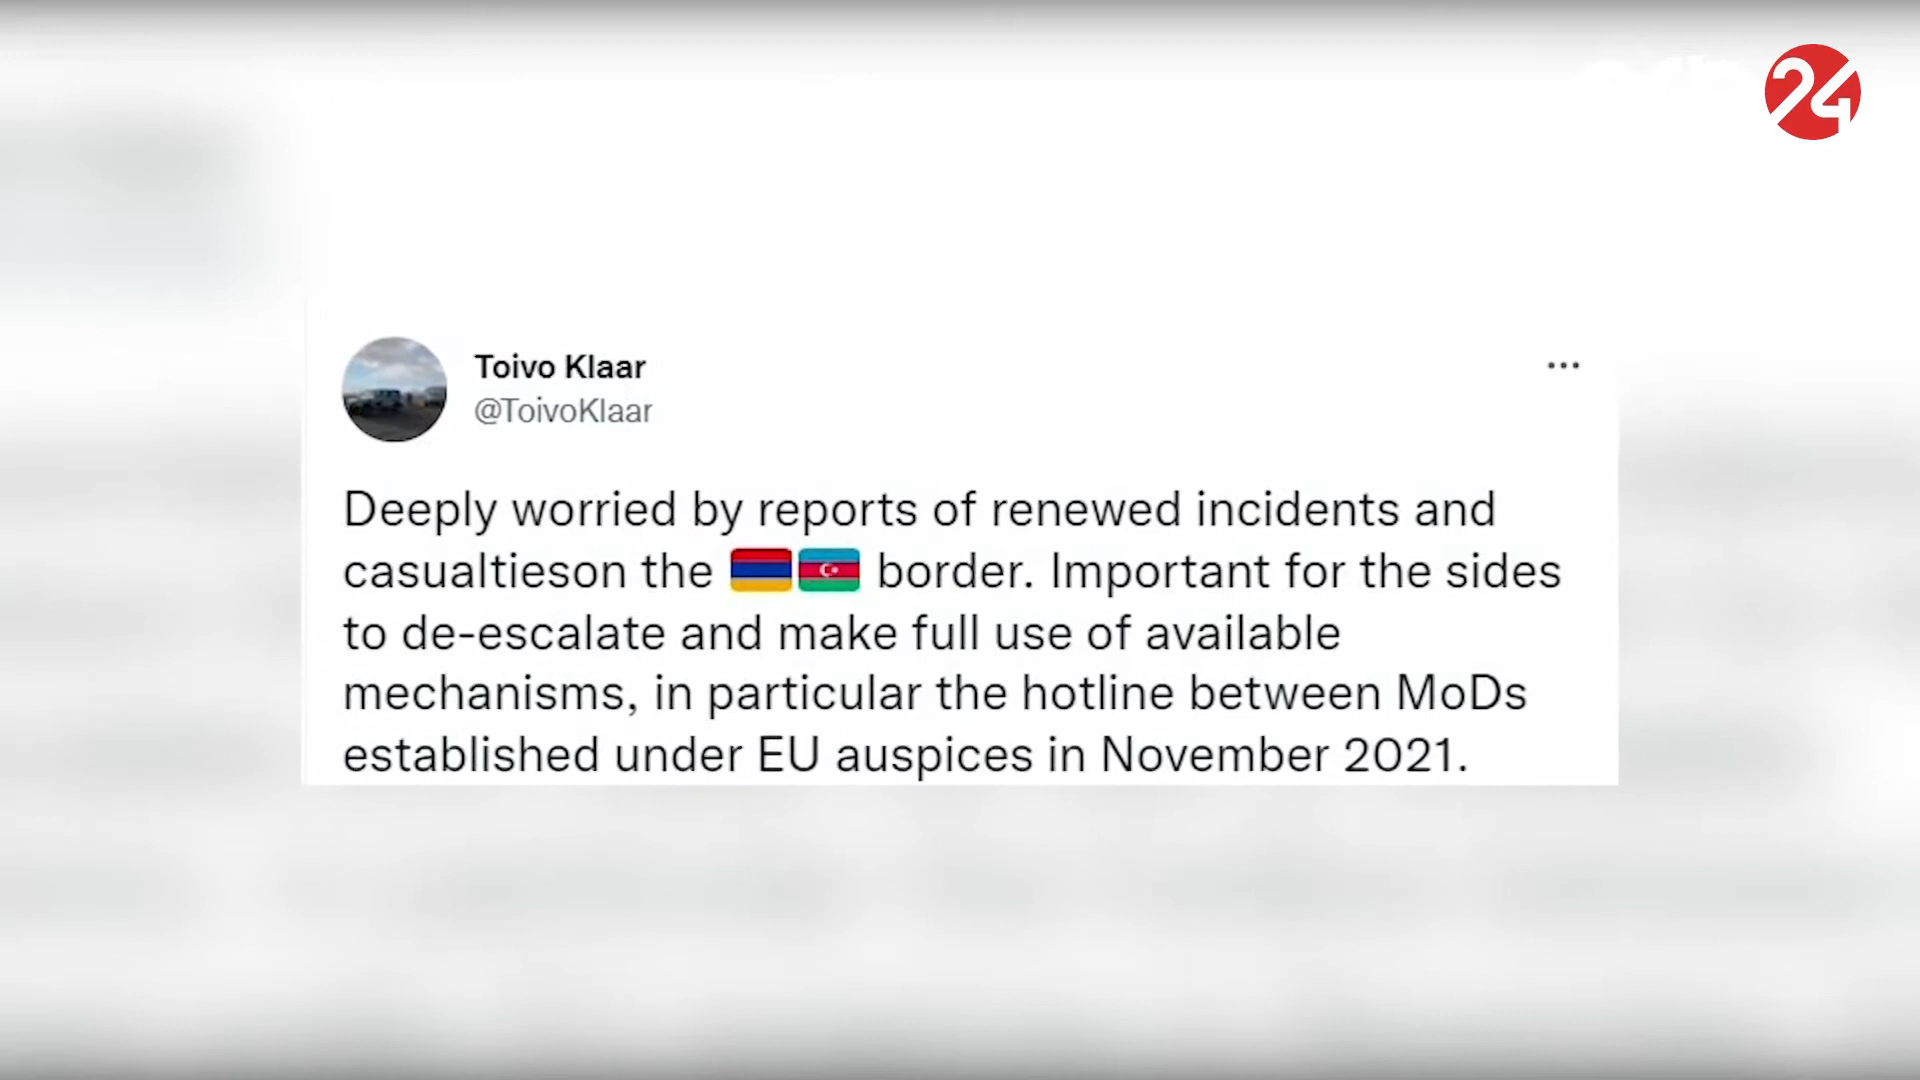 24
Toivo Klaar
@ToivoKlaar
Deeply worried by reports of renewed incidents and
casualtieson the 🇦🇲🇦🇿 border. Important for the sides
to de-escalate and make full use of available
mechanisms, in particular the hotline between MoDs
established under EU auspices in November 2021.